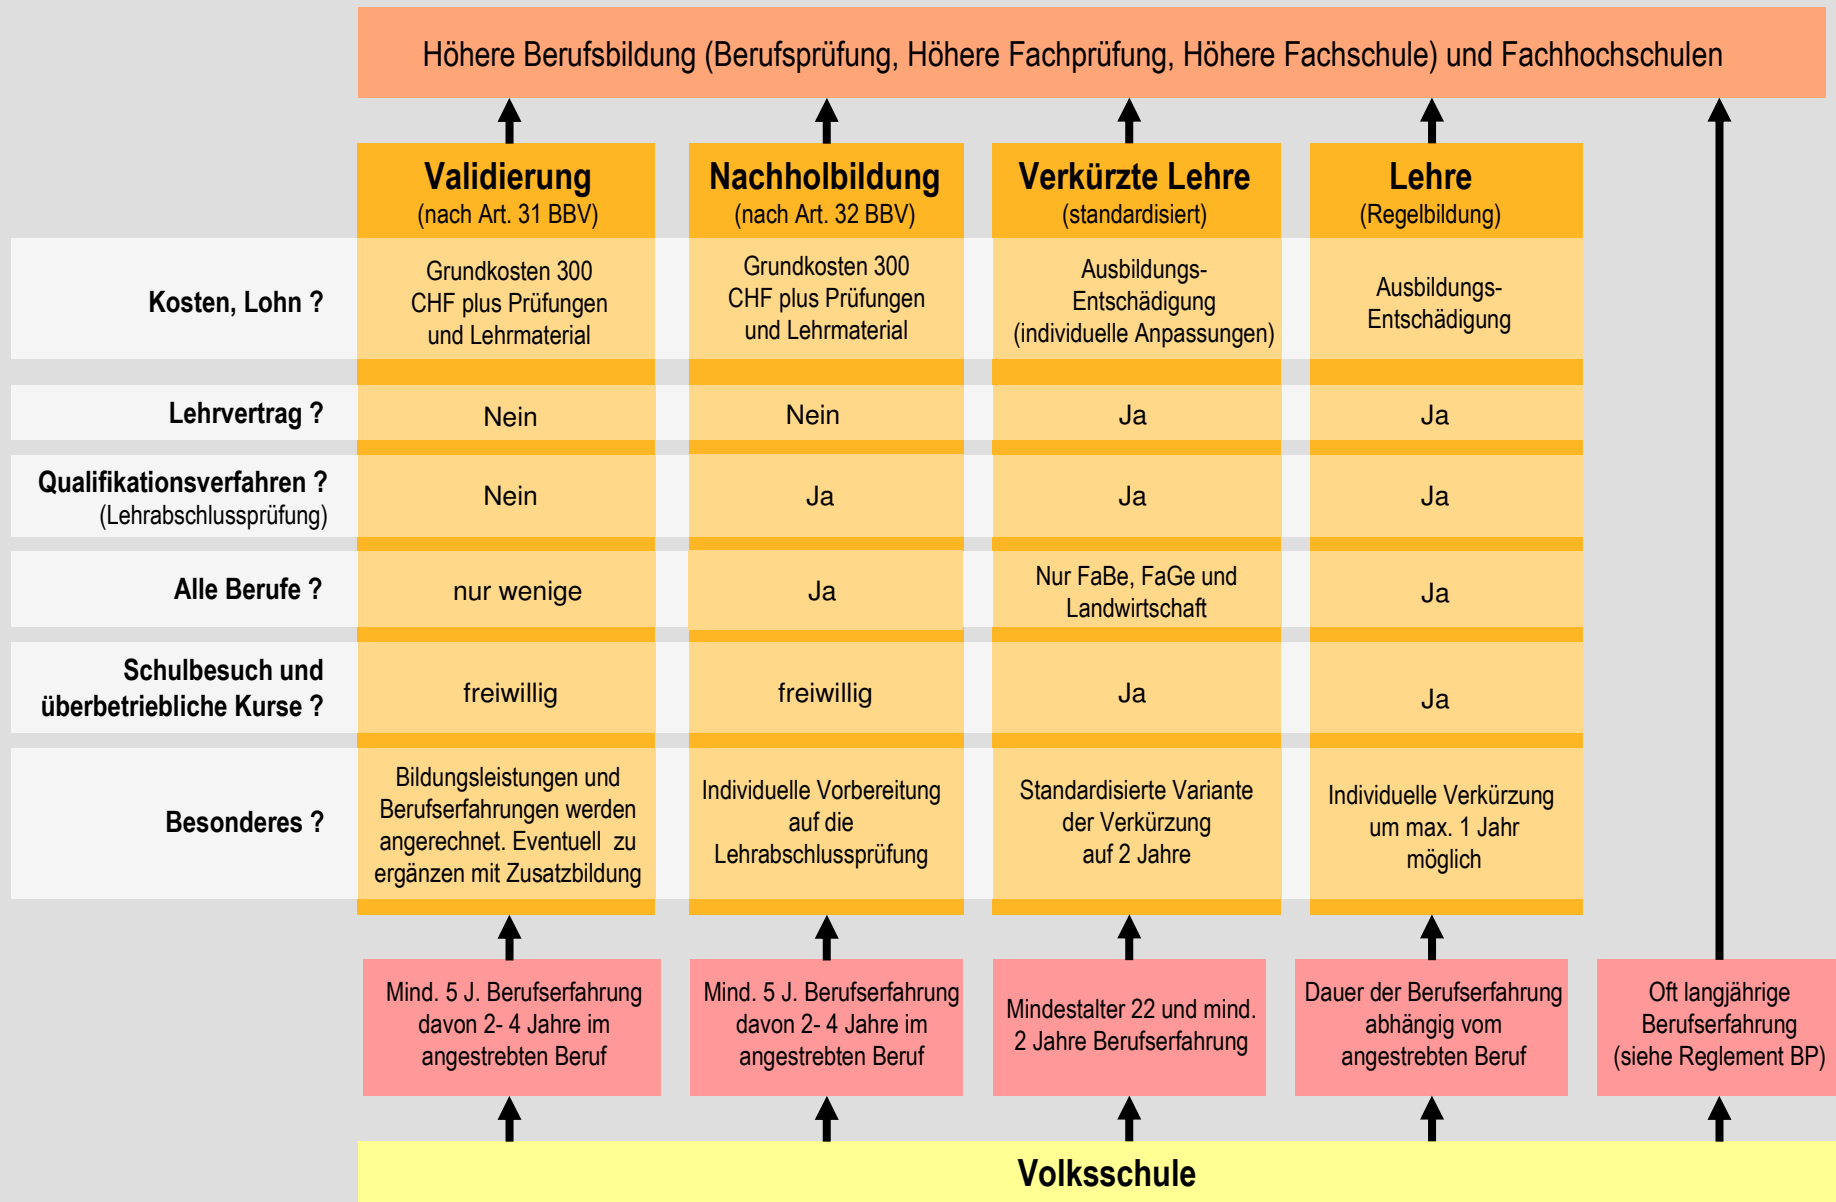 Höhere Berufsbildung (Berufsprüfung, Höhere Fachprüfung, Höhere Fachschule) und Fachhochschulen
Validierung
(nach Art. 31 BBV)
Nachholbildung
(nach Art. 32 BBV)
Verkürzte Lehre
(standardisiert)
Lehre
(Regelbildung)
Kosten, Lohn ?
Grundkosten 300
CHF plus Prüfungen
und Lehrmaterial
Grundkosten 300
CHF plus Prüfungen
und Lehrmaterial
Ausbildungs-
Entschädigung
(individuelle Anpassungen)
Ausbildungs-
Entschädigung
Lehrvertrag ?
Nein
Nein
Ja
Ja
Qualifikationsverfahren ?
(Lehrabschlussprüfung)
Nein
Ja
Ja
Ja
Alle Berufe ?
nur wenige
Ja
Nur FaBe, FaGe und
Landwirtschaft
Ja
Schulbesuch und
überbetriebliche Kurse ?
freiwillig
freiwillig
Ja
Ja
Besonderes ?
Bildungsleistungen und
Berufserfahrungen werden
angerechnet. Eventuell zu
ergänzen mit Zusatzbildung
Individuelle Vorbereitung
auf die
Lehrabschlussprüfung
Standardisierte Variante
der Verkürzung
auf 2 Jahre
Individuelle Verkürzung
um max. 1 Jahr
möglich
Mind. 5 J. Berufserfahrung
davon 2- 4 Jahre im
angestrebten Beruf
Mind. 5 J. Berufserfahrung
davon 2- 4 Jahre im
angestrebten Beruf
Mindestalter 22 und mind.
2 Jahre Berufserfahrung
Dauer der Berufserfahrung
abhängig vom
angestrebten Beruf
Oft langjährige
Berufserfahrung
(siehe Reglement BP)
Volksschule